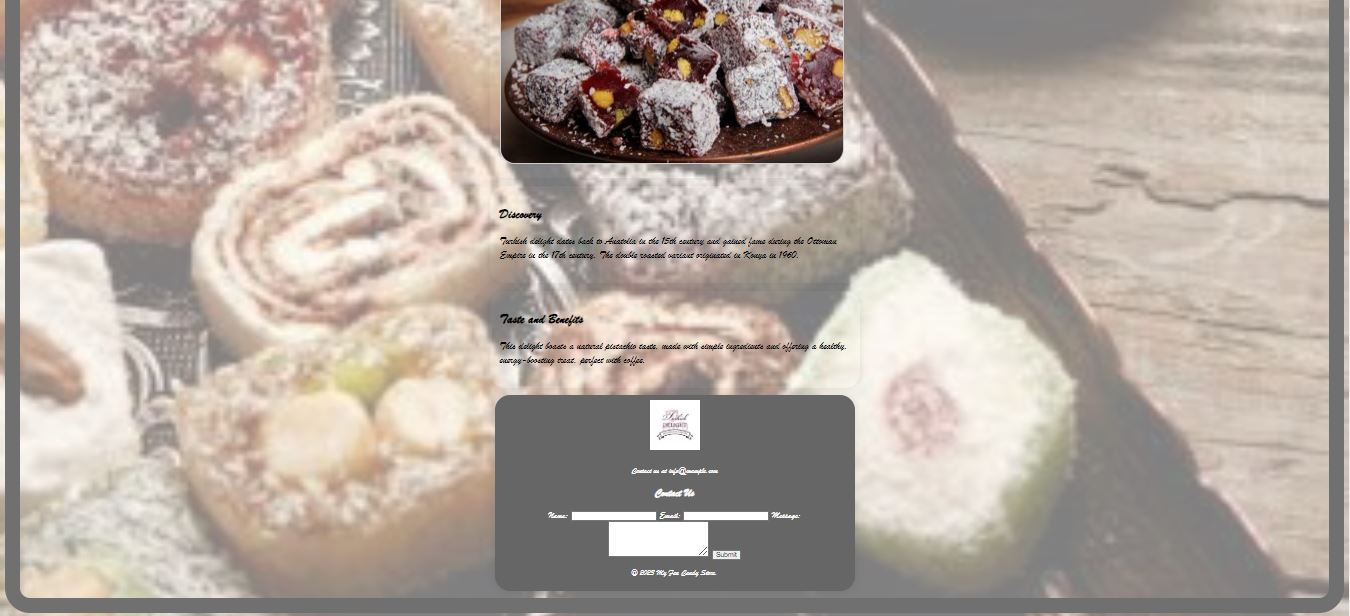 Discovery
Turkish delight dates back to Anatolia in the 15th century and gained fame during the Ottoman
Empire in the 17th century. The double roasted variant originated in Konya in 1960.
Taste and Benefits
This delight boasts a natural pistachio taste, made with simple ingredients and offering a healthy,
energy-boosting treat, perfect with coffee.
Turkish
Contact us at info@example.com
Contact Us
Name: Email: Message:
Submit
© 2023 My Fun Candy Store.